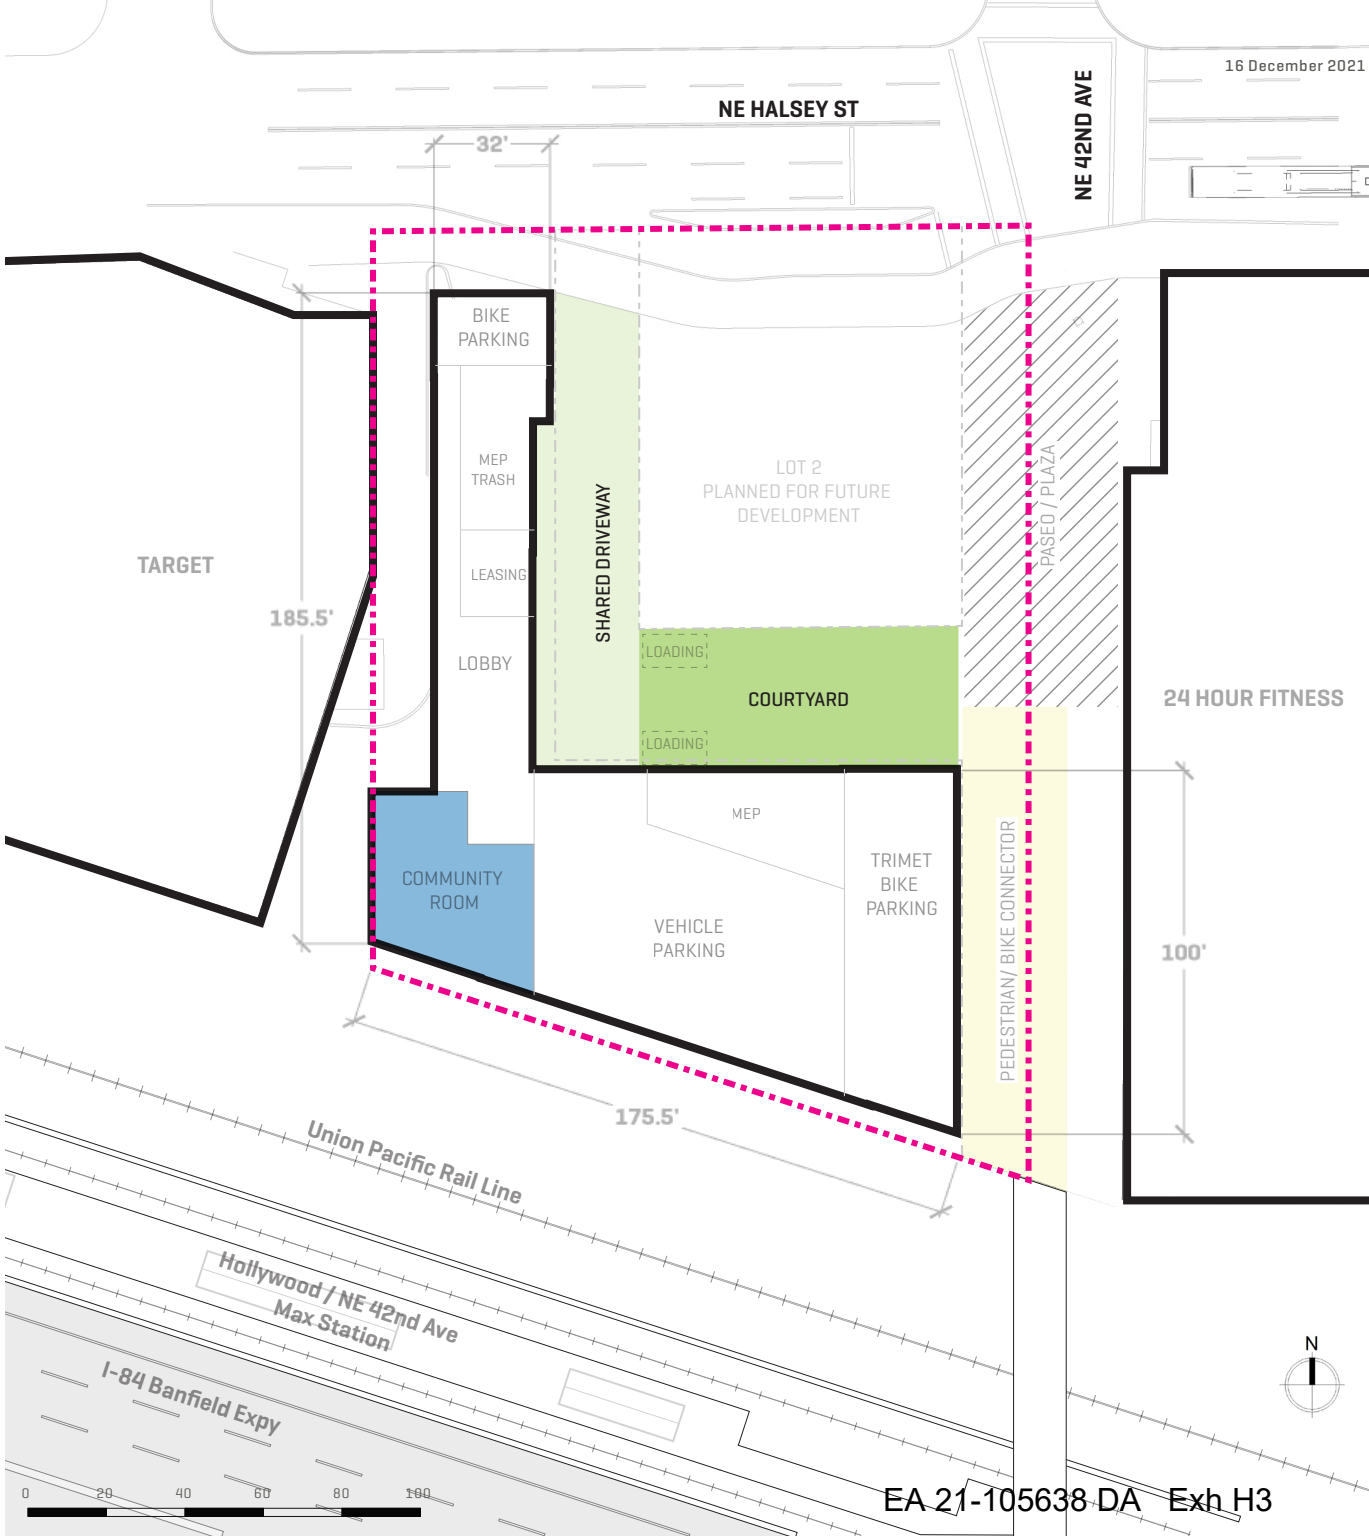 16 December 2021
NE HALSEY ST
NE 42ND AVE
32'
BIKE
PARKING
MEP
TRASH
LEASING
LOBBY
SHARED DRIVEWAY
LOT 2
PLANNED FOR FUTURE
DEVELOPMENT
PASEO / PLAZA
TARGET
185.5'
LOADING
COURTYARD
LOADING
24 HOUR FITNESS
MEP
COMMUNITY
ROOM
VEHICLE
PARKING
TRIMET
BIKE
PARKING
PEDESTRIAN/ BIKE CONNECTOR
100'
175.5'
Union Pacific Rail Line
Hollywood / NE 42nd Ave
Max Station
I-84 Banfield Expy
N
0 20 40 60 80 100
EA 21-105638 DA Exh H3